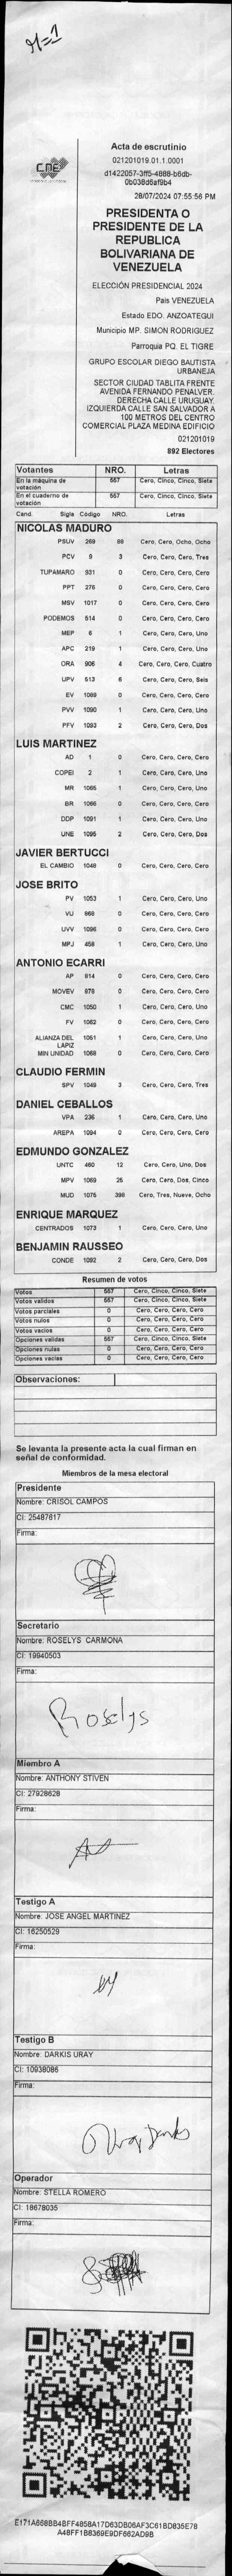 M=1
CNE
Acta de escrutinio
021201019.01.1.0001
d1422057-3ff5-4888-b6db-
0b038d6af9b4
28/07/2024 07:55:56 PM
PRESIDENTA O
PRESIDENTE DE LA
REPUBLICA
BOLIVARIANA DE
VENEZUELA
ELECCIÓN PRESIDENCIAL 2024
Pais VENEZUELA
Estado EDO. ANZOATEGUI
Municipio MP. SIMON RODRIGUEZ
Parroquia PQ. EL TIGRE
GRUPO ESCOLAR DIEGO BAUTISTA
URBANEJA
SECTOR CIUDAD TABLITA FRENTE
AVENIDA FERNANDO PENALVER.
DERECHA CALLE URUGUAY.
IZQUIERDA CALLE SAN SALVADOR A
100 METROS DEL CENTRO
COMERCIAL PLAZA MEDINA EDIFICIO
021201019
892 Electores
Votantes NRO. Letras
En la máquina de votación 557 Cero, Cinco, Cinco, Siete
En el cuaderno de votación 557 Cero, Cinco, Cinco, Siete
Cand. Sigla Código NRO. Letras
NICOLAS MADURO
PSUV 269 88 Cero, Cero, Ocho, Ocho
PCV 9 3 Cero, Cero, Cero, Tres
TUPAMARO 931 0 Cero, Cero, Cero, Cero
PPT 276 0 Cero, Cero, Cero, Cero
MSV 1017 0 Cero, Cero, Cero, Cero
PODEMOS 514 0 Cero, Cero, Cero, Cero
MEP 6 1 Cero, Cero, Cero, Uno
APC 219 1 Cero, Cero, Cero, Uno
ORA 906 4 Cero, Cero, Cero, Cuatro
UPV 513 6 Cero, Cero, Cero, Seis
EV 1089 0 Cero, Cero, Cero, Cero
PVV 1090 1 Cero, Cero, Cero, Uno
PFV 1093 2 Cero, Cero, Cero, Dos
LUIS MARTINEZ
AD 1 0 Cero, Cero, Cero, Cero
COPEI 2 1 Cero, Cero, Cero, Uno
MR 1065 1 Cero, Cero, Cero, Uno
BR 1066 0 Cero, Cero, Cero, Cero
DDP 1091 1 Cero, Cero, Cero, Uno
UNE 1095 2 Cero, Cero, Cero, Dos
JAVIER BERTUCCI
EL CAMBIO 1048 0 Cero, Cero, Cero, Cero
JOSE BRITO
PV 1053 1 Cero, Cero, Cero, Uno
VU 868 0 Cero, Cero, Cero, Cero
UVV 1096 0 Cero, Cero, Cero, Cero
MPJ 458 1 Cero, Cero, Cero, Uno
ANTONIO ECARRI
AP 814 0 Cero, Cero, Cero, Cero
MOVEV 879 0 Cero, Cero, Cero, Cero
CMC 1050 1 Cero, Cero, Cero, Uno
FV 1062 0 Cero, Cero, Cero, Cero
ALIANZA DEL LAPIZ 1051 1 Cero, Cero, Cero, Uno
MIN UNIDAD 1068 0 Cero, Cero, Cero, Cero
CLAUDIO FERMIN
SPV 1049 3 Cero, Cero, Cero, Tres
DANIEL CEBALLOS
VPA 236 1 Cero, Cero, Cero, Uno
AREPA 1094 0 Cero, Cero, Cero, Cero
EDMUNDO GONZALEZ
UNTC 480 12 Cero, Cero, Uno, Dos
MPV 1069 25 Cero, Cero, Dos, Cinco
MUD 1075 398 Cero, Tres, Nueve, Ocho
ENRIQUE MARQUEZ
CENTRADOS 1073 1 Cero, Cero, Cero, Uno
BENJAMIN RAUSSEO
CONDE 1092 2 Cero, Cero, Cero, Dos
Resumen de votos
Votos 557 Cero, Cinco, Cinco, Siete
Votos validos 557 Cero, Cinco, Cinco, Siete
Votos parciales 0 Cero, Cero, Cero, Cero
Votos nulos 0 Cero, Cero, Cero, Cero
Votos vacios 0 Cero, Cero, Cero, Cero
Opciones validas 557 Cero, Cinco, Cinco, Siete
Opciones nulas 0 Cero, Cero, Cero, Cero
Opciones vacias 0 Cero, Cero, Cero, Cero
Observaciones:
Se levanta la presente acta la cual firman en
señal de conformidad.
Miembros de la mesa electoral
Presidente
Nombre: CRISOL CAMPOS
CI: 25487617
Firma:
Secretario
Nombre: ROSELYS CARMONA
CI: 19940503
Firma:
Roselys
Miembro A
Nombre: ANTHONY STIVEN
CI: 27928628
Firma:
Testigo A
Nombre: JOSE ANGEL MARTINEZ
CI: 16250529
Firma:
Testigo B
Nombre: DARKIS URAY
CI: 10938086
Firma:
Operador
Nombre: STELLA ROMERO
CI: 18678035
Firma:
E171A668BB4BFF485BA17D63DB06AF3C61BD835E78
A48FF1B8369E9DF662AD9B